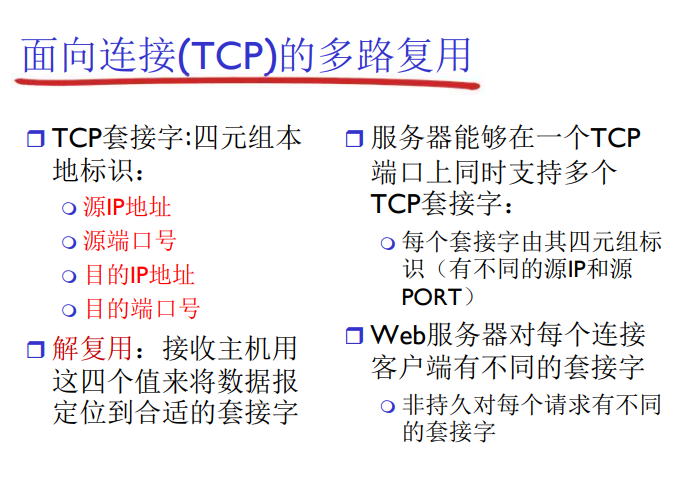 面向连接(TCP)的多路复用
TCP套接字:四元组本
地标识：
源IP地址
源端口号
目的IP地址
目的端口号
解复用：接收主机用
这四个值来将数据报
定位到合适的套接字
服务器能够在一个TCP
端口上同时支持多个
TCP套接字：
每个套接字由其四元组标
识（有不同的源IP和源
PORT）
Web服务器对每个连接
客户端有不同的套接字
非持久对每个请求有不同
的套接字